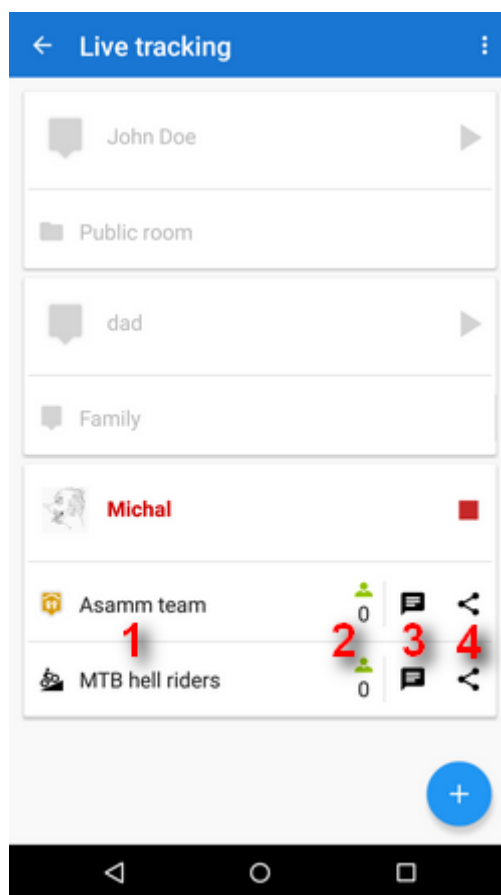 Live tracking
John Doe
Public room
dad
Family
Michal
Asamm team
0
1 2 3 4
MTB hell riders
0